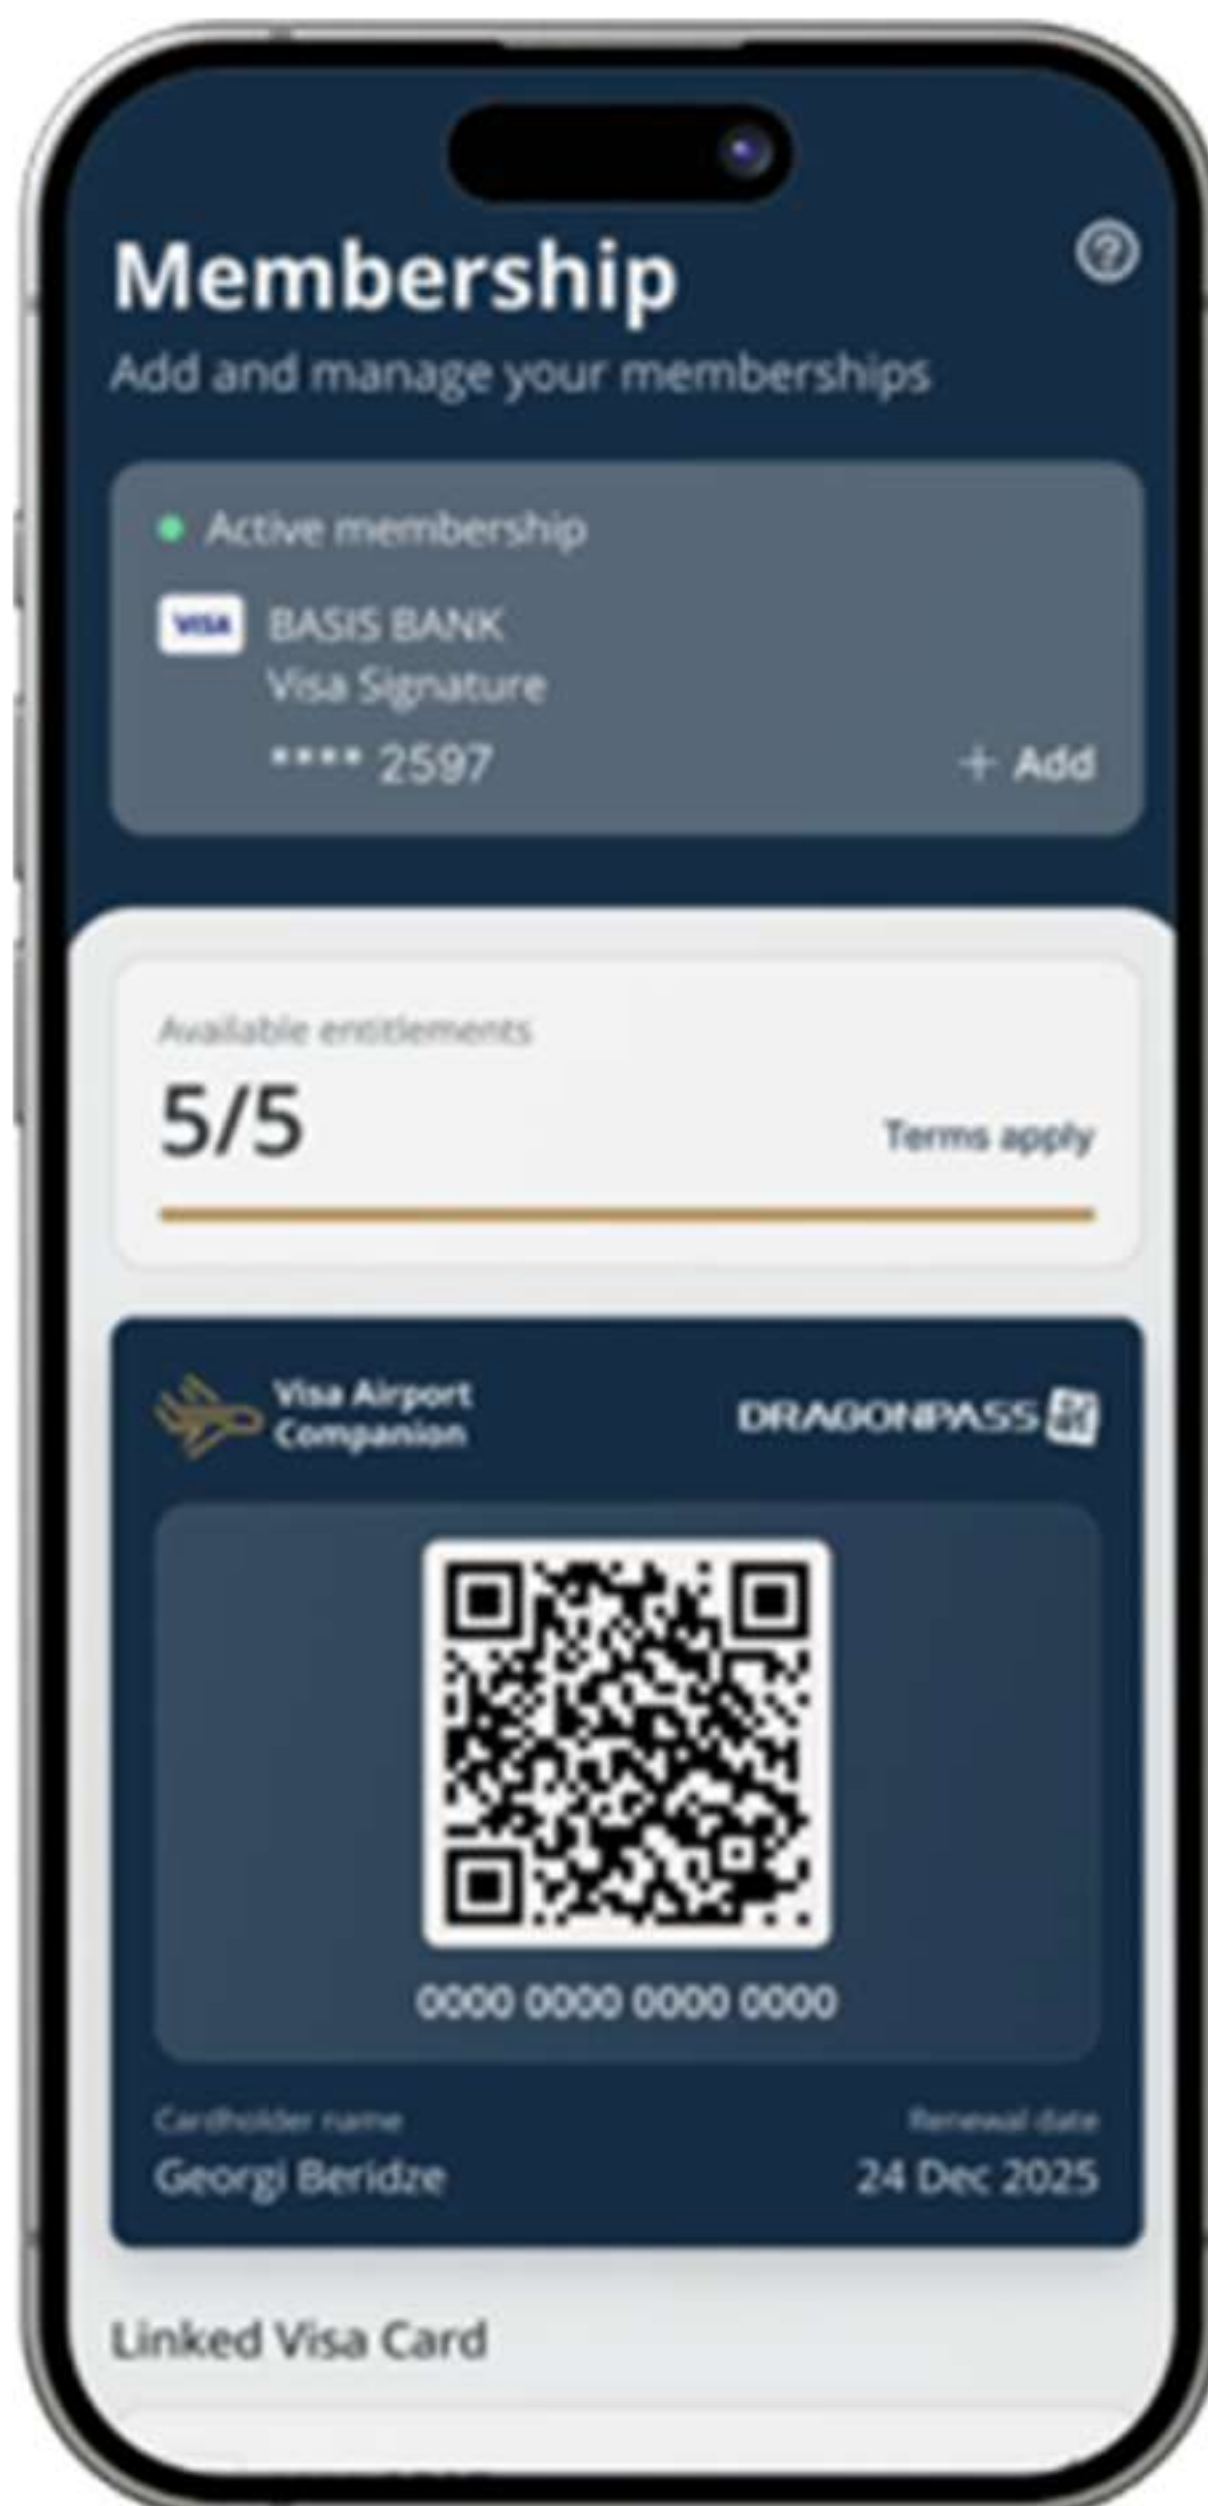 Membership
Add and manage your memberships
Active membership
VISA BASIS BANK
Visa Signature
**** 2597
+ Add
Available entitlements
5/5
Terms apply
Visa Airport
Companion
DRAGONPASS
0000 0000 0000 0000
Cardholder name
Renewal date
Georgi Beridze
24 Dec 2025
Linked Visa Card